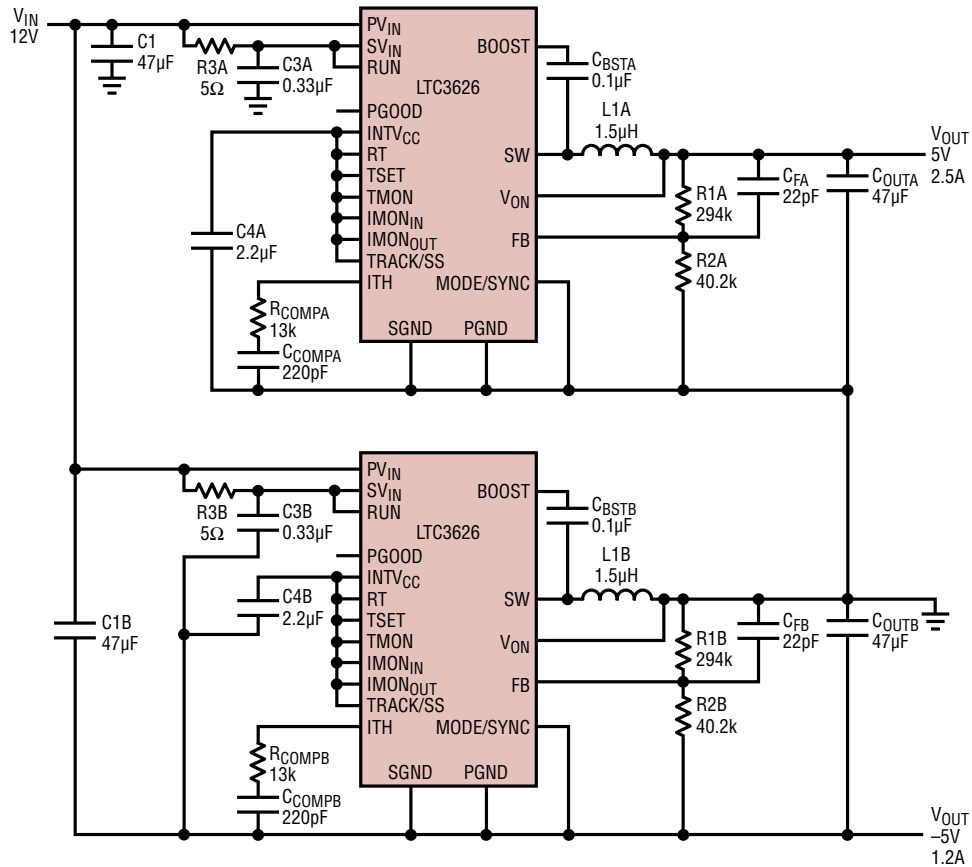 VIN
12V
C1
47µF
R3A
5Ω
C3A
0.33µF
PVIN
SVIN
RUN
LTC3626
PGOOD
INTVCC
RT
TSET
TMON
IMONIN
IMONOUT
TRACK/SS
ITH
BOOST
SW
VON
FB
MODE/SYNC
SGND
PGND
C4A
2.2µF
RCOMPA
13k
CCOMPA
220pF
CBSTA
0.1µF
L1A
1.5µH
R1A
294k
R2A
40.2k
CFA
22pF
COUTA
47µF
VOUT
5V
2.5A
C1B
47µF
R3B
5Ω
C3B
0.33µF
PVIN
SVIN
RUN
LTC3626
PGOOD
INTVCC
RT
TSET
TMON
IMONIN
IMONOUT
TRACK/SS
ITH
BOOST
SW
VON
FB
MODE/SYNC
SGND
PGND
C4B
2.2µF
RCOMPB
13k
CCOMPB
220pF
CBSTB
0.1µF
L1B
1.5µH
R1B
294k
R2B
40.2k
CFB
22pF
COUTB
47µF
VOUT
–5V
1.2A